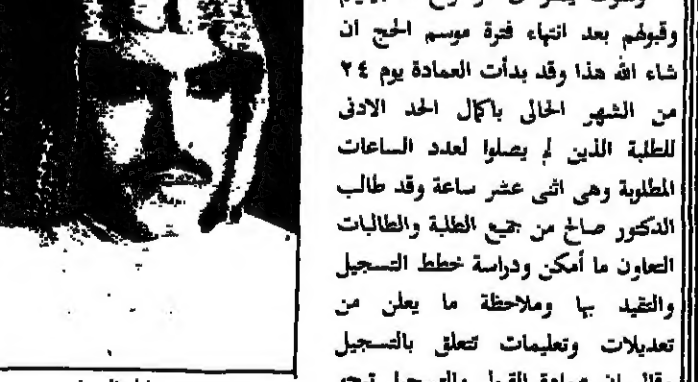 وقبولهم بعد انتهاء فترة موسم الحج ان
شاء الله هذا وقد بدأت العمادة يوم ٢٤
من الشهر الحالى باكمال الحد الادنى
للطلبة الذين لم يصلوا لعدد الساعات
المطلوبة وهى اثنى عشر ساعة وقد طالب
الدكتور صالح من جميع الطلبة والطالبات
التعاون ما أمكن ودراسة خطط التسجيل
والتقيد بها وملاحظة ما يعلن من
تعديلات وتعليمات تتعلق بالتسجيل